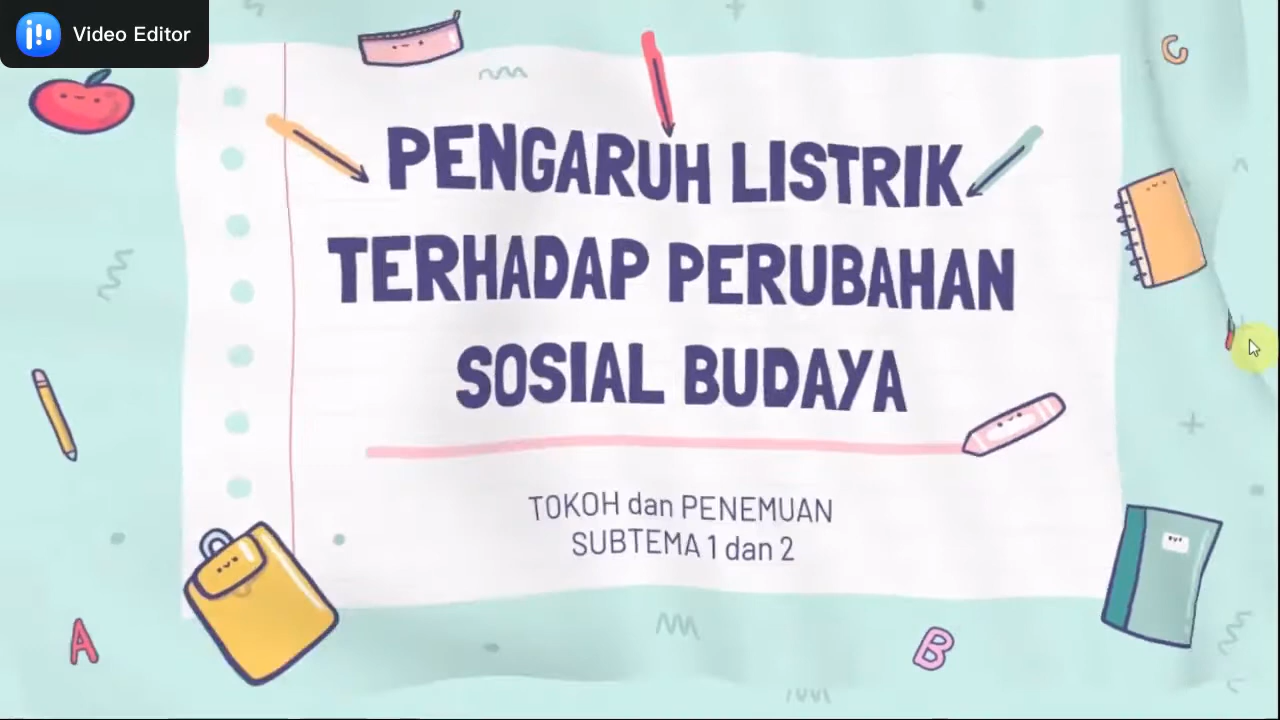 Video Editor
PENGARUH LISTRIK
TERHADAP PERUBAHAN
SOSIAL BUDAYA
TOKOH dan PENEMUAN
SUBTEMA 1 dan 2
A
B